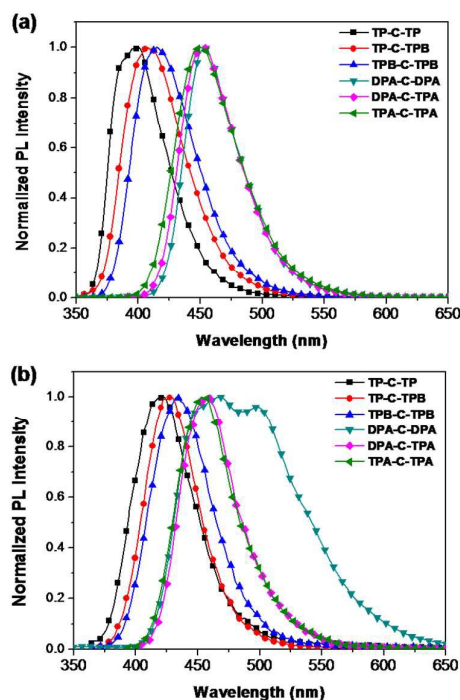 (a)
TP-C-TP
TP-C-TPB
TPB-C-TPB
DPA-C-DPA
DPA-C-TPA
TPA-C-TPA
Normalized PL Intensity
1.0
0.8
0.6
0.4
0.2
0.0
350 400 450 500 550 600 650
Wavelength (nm)
(b)
TP-C-TP
TP-C-TPB
TPB-C-TPB
DPA-C-DPA
DPA-C-TPA
TPA-C-TPA
Normalized PL Intensity
1.0
0.8
0.6
0.4
0.2
0.0
350 400 450 500 550 600 650
Wavelength (nm)